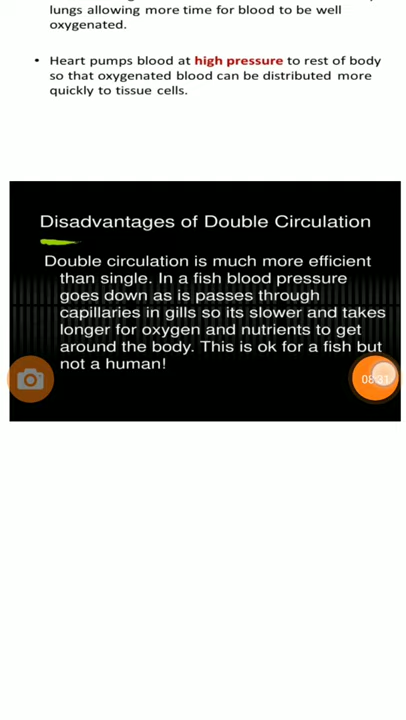 lungs allowing more time for blood to be well
oxygenated.
• Heart pumps blood at high pressure to rest of body
so that oxygenated blood can be distributed more
quickly to tissue cells.
Disadvantages of Double Circulation
Double circulation is much more efficient
than single. In a fish blood pressure
goes down as is passes through
capillaries in gills so its slower and takes
longer for oxygen and nutrients to get
around the body. This is ok for a fish but
not a human!
08:31